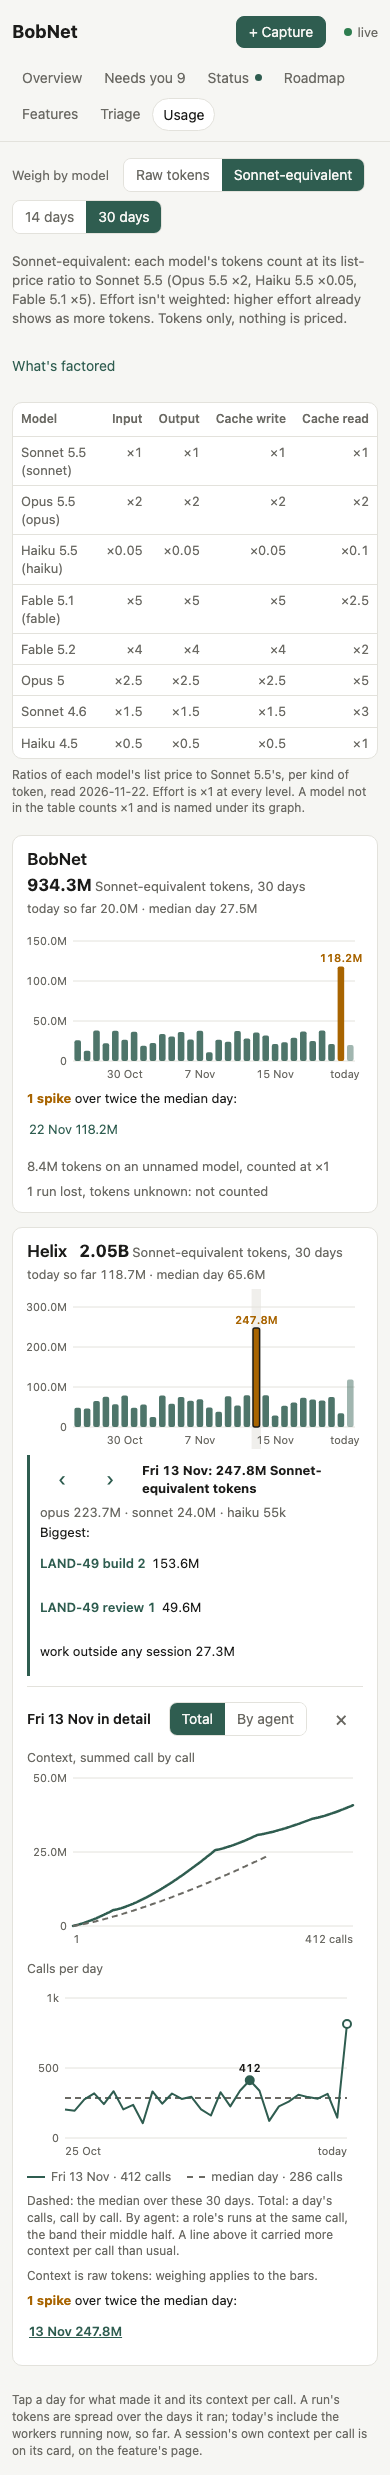 BobNet
+ Capture
live
Overview
Needs you 9
Status
Roadmap
Features
Triage
Usage
Weigh by model
Raw tokens
Sonnet-equivalent
14 days
30 days
Sonnet-equivalent: each model's tokens count at its list-
price ratio to Sonnet 5.5 (Opus 5.5 ×2, Haiku 5.5 ×0.05,
Fable 5.1 ×5). Effort isn't weighted: higher effort already
shows as more tokens. Tokens only, nothing is priced.
What's factored
Model Input Output Cache write Cache read
Sonnet 5.5 (sonnet) ×1 ×1 ×1 ×1
Opus 5.5 (opus) ×2 ×2 ×2 ×2
Haiku 5.5 (haiku) ×0.05 ×0.05 ×0.05 ×0.1
Fable 5.1 (fable) ×5 ×5 ×5 ×2.5
Fable 5.2 ×4 ×4 ×4 ×2
Opus 5 ×2.5 ×2.5 ×2.5 ×5
Sonnet 4.6 ×1.5 ×1.5 ×1.5 ×3
Haiku 4.5 ×0.5 ×0.5 ×0.5 ×1
Ratios of each model's list price to Sonnet 5.5's, per kind of
token, read 2026-11-22. Effort is ×1 at every level. A model not
in the table counts ×1 and is named under its graph.
BobNet
934.3M Sonnet-equivalent tokens, 30 days
today so far 20.0M · median day 27.5M
150.0M
118.2M
100.0M
50.0M
0
30 Oct 7 Nov 15 Nov today
1 spike over twice the median day:
22 Nov 118.2M
8.4M tokens on an unnamed model, counted at ×1
1 run lost, tokens unknown: not counted
Helix 2.05B Sonnet-equivalent tokens, 30 days
today so far 118.7M · median day 65.6M
300.0M
247.8M
200.0M
100.0M
0
30 Oct 7 Nov 15 Nov today
‹ › Fri 13 Nov: 247.8M Sonnet-
equivalent tokens
opus 223.7M · sonnet 24.0M · haiku 55k
Biggest:
LAND-49 build 2 153.6M
LAND-49 review 1 49.6M
work outside any session 27.3M
Fri 13 Nov in detail
Total
By agent
×
Context, summed call by call
50.0M
25.0M
0
1 412 calls
Calls per day
1k
500
412
0
25 Oct today
Fri 13 Nov · 412 calls
median day · 286 calls
Dashed: the median over these 30 days. Total: a day's
calls, call by call. By agent: a role's runs at the same call,
the band their middle half. A line above it carried more
context per call than usual.
Context is raw tokens: weighing applies to the bars.
1 spike over twice the median day:
13 Nov 247.8M
Tap a day for what made it and its context per call. A run's
tokens are spread over the days it ran; today's include the
workers running now, so far. A session's own context per call is
on its card, on the feature's page.